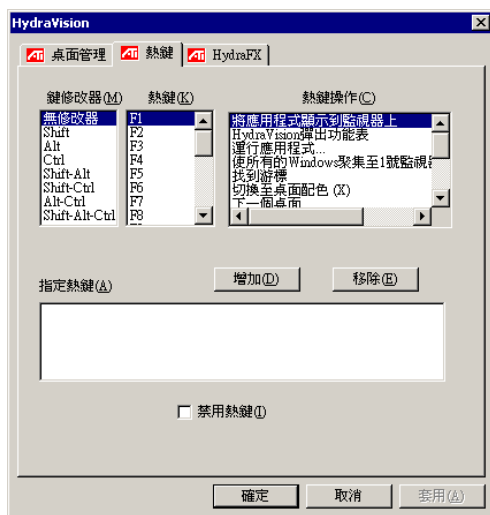 HydraVision
桌面管理
熱鍵
HydraFX
鍵修改器(M)
熱鍵(K)
熱鍵操作(C)
無修改器
Shift
Alt
Ctrl
Shift-Alt
Shift-Ctrl
Alt-Ctrl
Shift-Alt-Ctrl
F1
F2
F3
F4
F5
F6
F7
F8
將應用程式顯示到監視器上
HydraVision彈出功能表
運行應用程式...
使所有的Windows聚集至1號監視
找到游標
切換至桌面配色 (X)
下一個桌面
指定熱鍵(A)
增加(D)
移除(E)
禁用熱鍵(I)
確定
取消
套用(A)